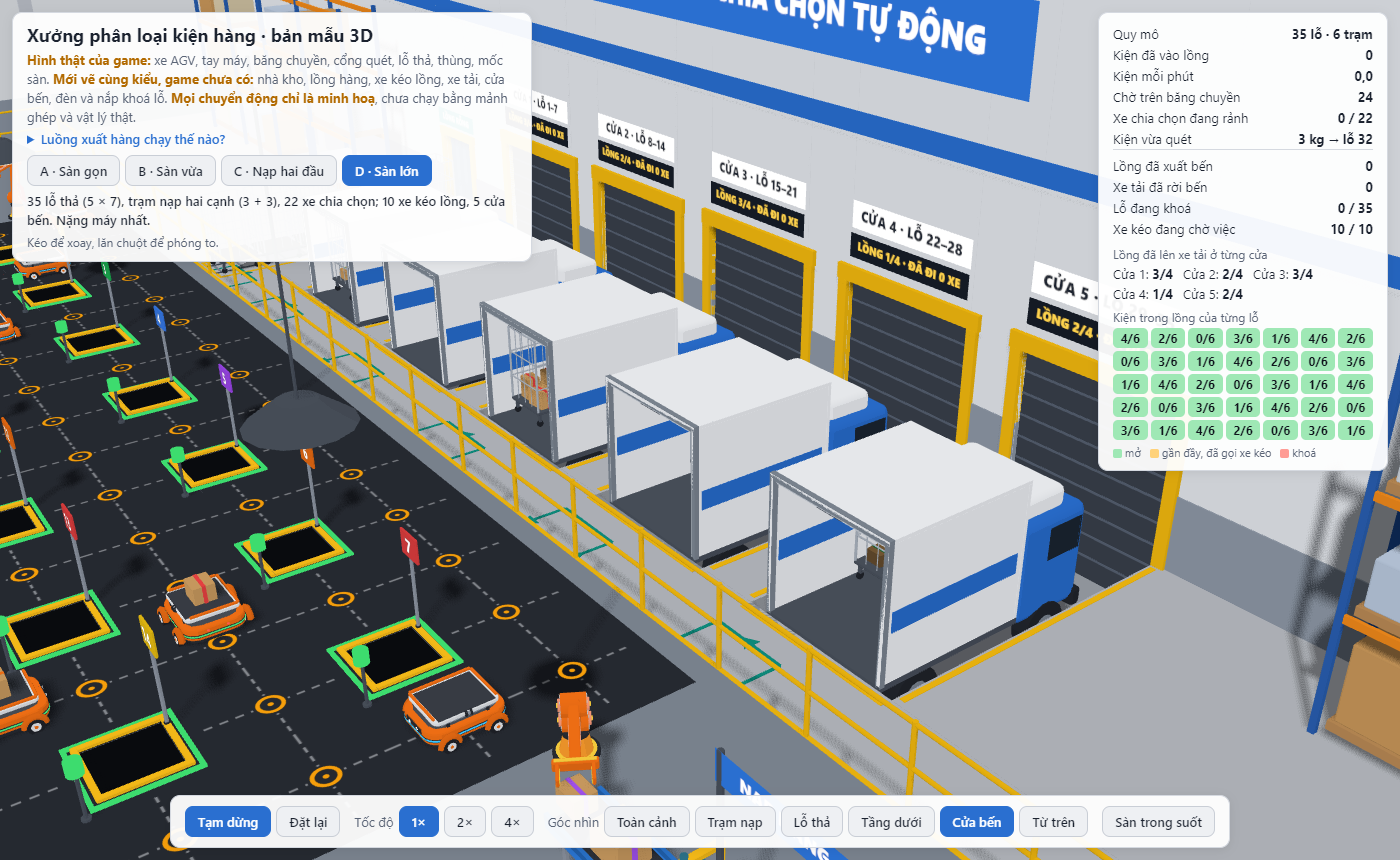 Xưởng phân loại kiện hàng · bản mẫu 3D
Hình thật của game: xe AGV, tay máy, băng chuyền, cổng quét, lỗ thả, thùng, mốc
sàn. Mới vẽ cùng kiểu, game chưa có: nhà kho, lồng hàng, xe kéo lồng, xe tải, cửa
bến, đèn và nắp khoá lỗ. Mọi chuyển động chỉ là minh hoạ, chưa chạy bằng mảnh
ghép và vật lý thật.
▶ Luồng xuất hàng chạy thế nào?
A · Sàn gọn
B · Sàn vừa
C · Nạp hai đầu
D · Sàn lớn
35 lỗ thả (5 × 7), trạm nạp hai cạnh (3 + 3), 22 xe chia chọn; 10 xe kéo lồng, 5 cửa
bến. Nặng máy nhất.
Kéo để xoay, lăn chuột để phóng to.
CHIA CHỌN TỰ ĐỘNG
LỖ 1–7
ĐÃ ĐI 0 XE
CỬA 2 · LỖ 8–14
LỒNG 2/4 · ĐÃ ĐI 0 XE
CỬA 3 · LỖ 15–21
LỒNG 3/4 · ĐÃ ĐI 0 XE
CỬA 4 · LỖ 22–28
LỒNG 1/4 · ĐÃ ĐI 0 XE
CỬA 5 ·
LỒNG 2/4 ·
7
Quy mô 35 lỗ · 6 trạm
Kiện đã vào lồng 0
Kiện mỗi phút 0,0
Chờ trên băng chuyền 24
Xe chia chọn đang rảnh 0 / 22
Kiện vừa quét 3 kg → lỗ 32
Lồng đã xuất bến 0
Xe tải đã rời bến 0
Lỗ đang khoá 0 / 35
Xe kéo đang chờ việc 10 / 10
Lồng đã lên xe tải ở từng cửa
Cửa 1: 3/4 Cửa 2: 2/4 Cửa 3: 3/4
Cửa 4: 1/4 Cửa 5: 2/4
Kiện trong lồng của từng lỗ
4/6 2/6 0/6 3/6 1/6 4/6 2/6
0/6 3/6 1/6 4/6 2/6 0/6 3/6
1/6 4/6 2/6 0/6 3/6 1/6 4/6
2/6 0/6 3/6 1/6 4/6 2/6 0/6
3/6 1/6 4/6 2/6 0/6 3/6 1/6
mở gần đầy, đã gọi xe kéo khoá
Tạm dừng
Đặt lại
Tốc độ
1×
2×
4×
Góc nhìn
Toàn cảnh
Trạm nạp
Lỗ thả
Tầng dưới
Cửa bến
Từ trên
Sàn trong suốt